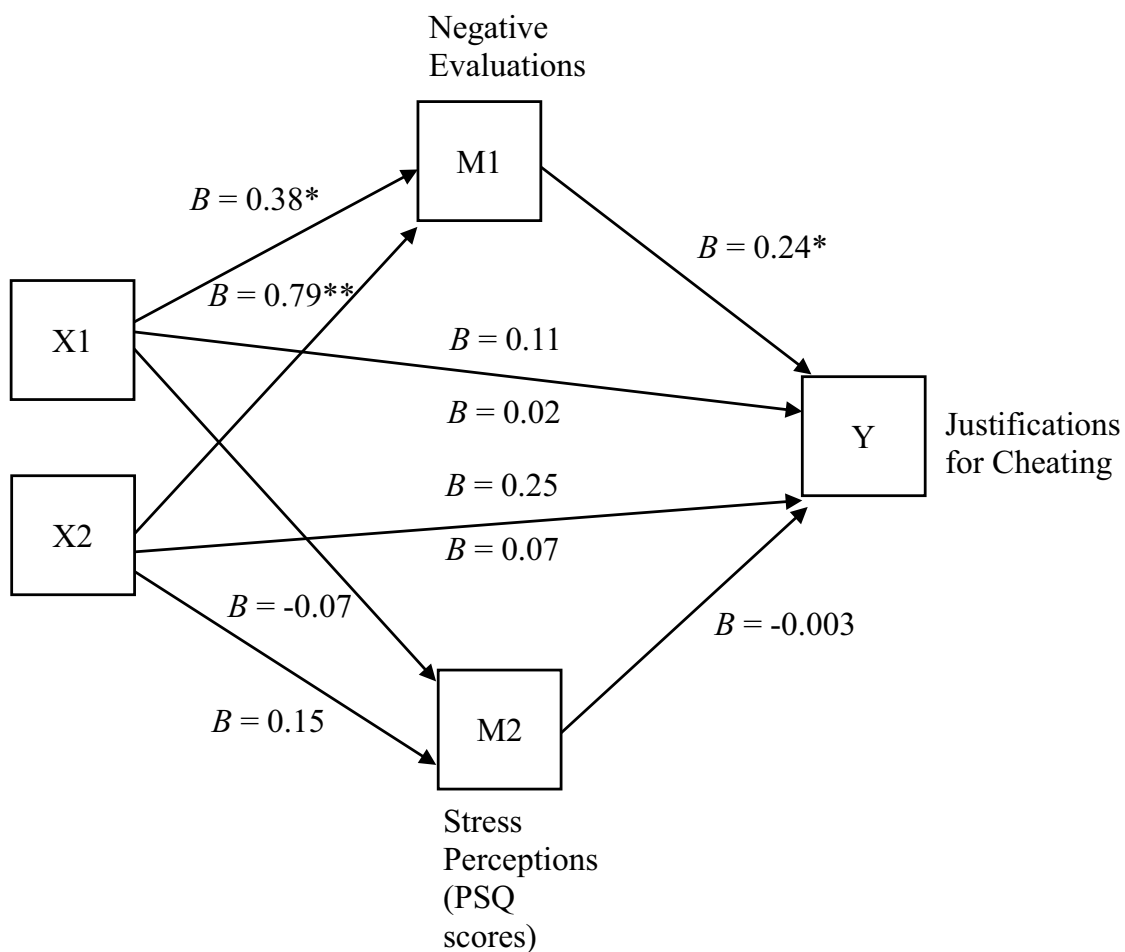 Negative
Evaluations
M1
B = 0.38*
B = 0.24*
B = 0.79**
X1
B = 0.11
B = 0.02
Y
Justifications
for Cheating
X2
B = 0.25
B = 0.07
B = -0.07
B = -0.003
B = 0.15
M2
Stress
Perceptions
(PSQ
scores)